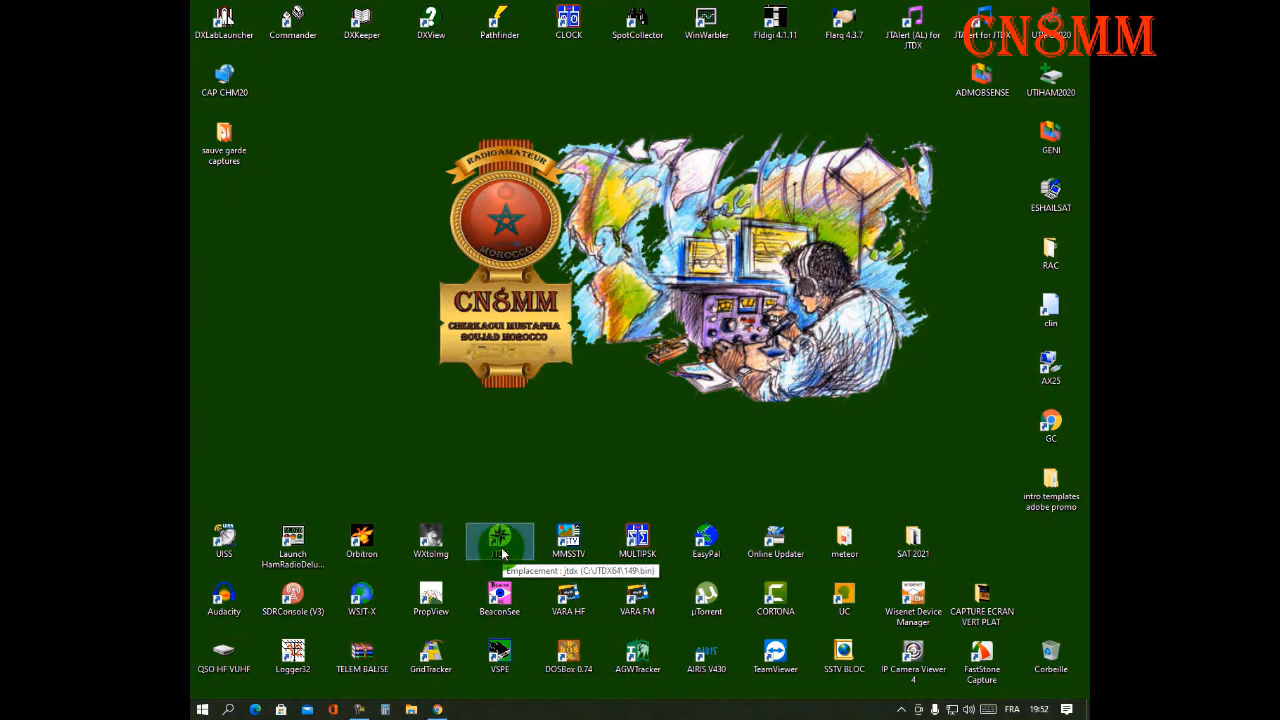 CN8MM
DXLabLauncher
Commander
DXKeeper
DXView
Pathfinder
CLOCK
SpotCollector
WinWarbler
Fldigi 4.1.11
Flarq 4.3.7
JTAlert (AL) for JTDX
ADMOBSENSE
UTIHAM2020
CAP CHM20
sauve garde captures
GENI
ESHAILSAT
RAC
clin
AX25
GC
intro templates adobe promo
RADIOAMATEUR
MOROCCO
CN8MM
CHERKAOUI MUSTAPHA
BOUJAD MOROCCO
UISS
Launch HamRadioDelu...
Orbitron
WXtoImg
MMSSTV
MULTIPSK
EasyPal
Online Updater
meteor
SAT 2021
Emplacement : jtdx (C:\JTDX64\149\bin)
Audacity
SDRConsole (V3)
WSJT-X
PropView
BeaconSee
VARA HF
VARA FM
µTorrent
CORTONA
UC
Wisenet Device Manager
CAPTURE ECRAN VERT PLAT
QSO HF VUHF
Logger32
TELEM BALISE
GridTracker
VSPE
DOSBox 0.74
AGWTracker
AIRIS V430
TeamViewer
SSTV BLOC
IP Camera Viewer 4
FastStone Capture
Corbeille
FRA
19:52